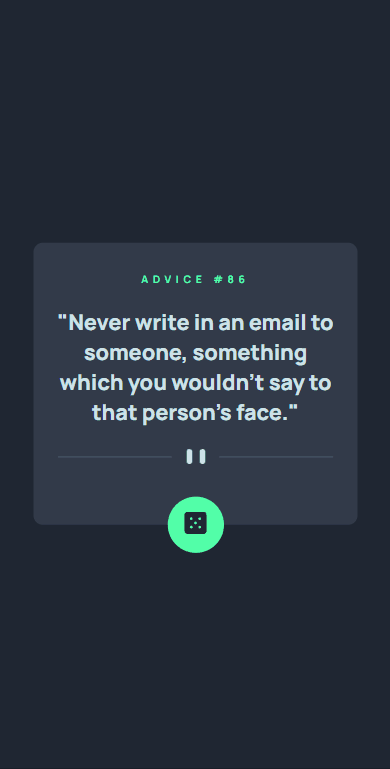 ADVICE #86
"Never write in an email to
someone, something
which you wouldn't say to
that person's face."